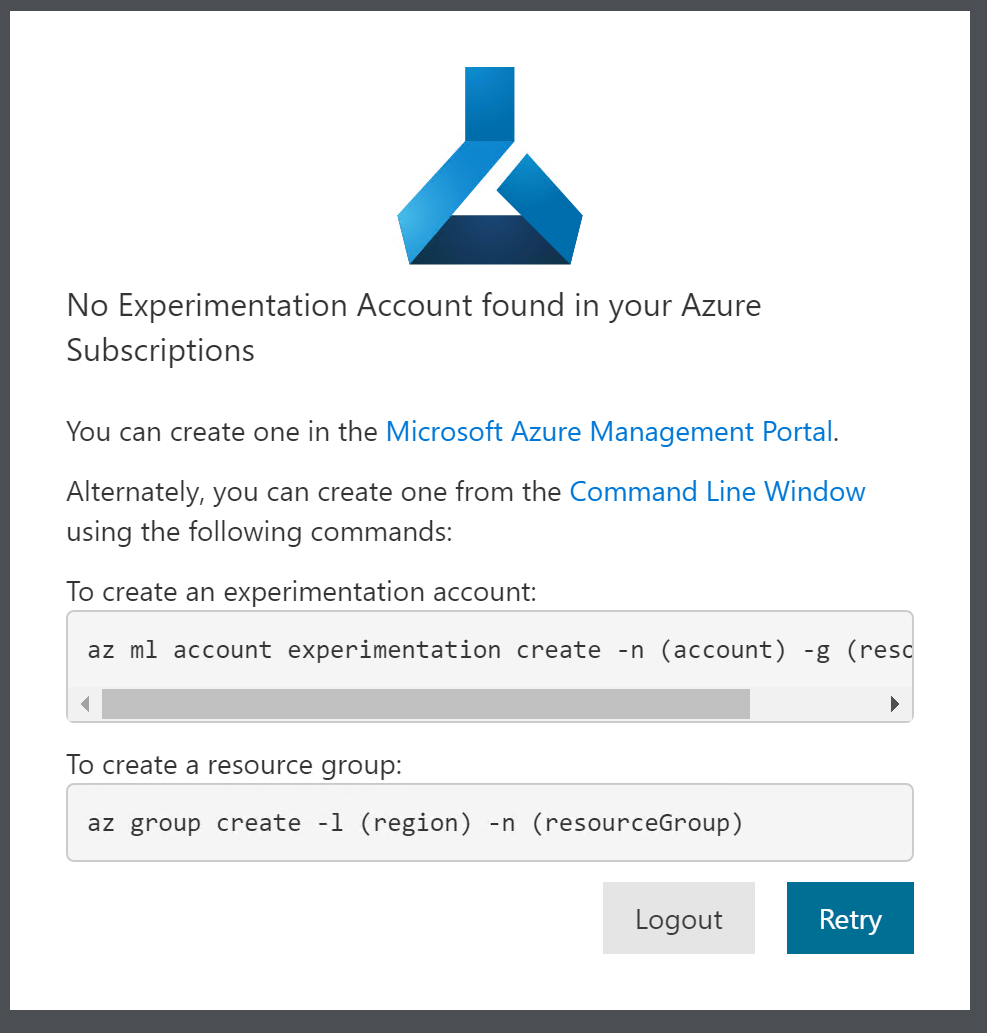 No Experimentation Account found in your Azure
Subscriptions
You can create one in the Microsoft Azure Management Portal.
Alternately, you can create one from the Command Line Window
using the following commands:
To create an experimentation account:
az ml account experimentation create -n (account) -g (reso
To create a resource group:
az group create -l (region) -n (resourceGroup)
Logout
Retry